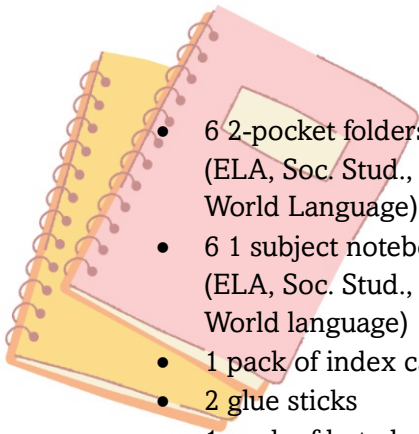 • 6 2-pocket folders
(ELA, Soc. Stud.,
World Language)
• 6 1 subject
(ELA, Soc. Stud.,
World language)
• 1 pack of index
• 2 glue sticks